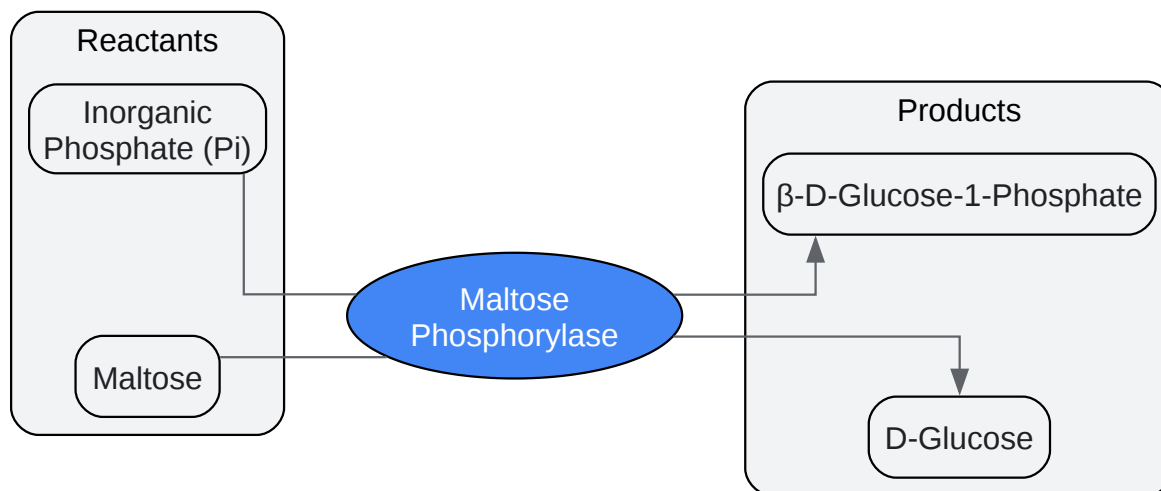 Reactants
Inorganic
Phosphate (Pi)
Maltose
Maltose
Phosphorylase
Products
β-D-Glucose-1-Phosphate
D-Glucose